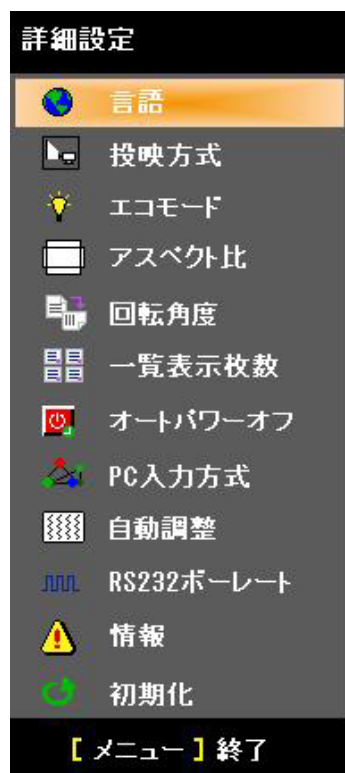 詳細設定
言語
投映方式
エコモード
アスペクト比
回転角度
一覧表示枚数
オートパワーオフ
PC入力方式
自動調整
RS232ボーレート
情報
初期化
[メニュー]終了